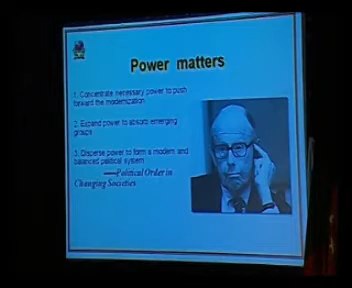 Power matters
1. Concentrate necessary power to push
toward the modernization
2. Expand power to absorb emerging
groups
3. Disperse power to form a modern and
balanced political system
——Political Order in
Changing Societies